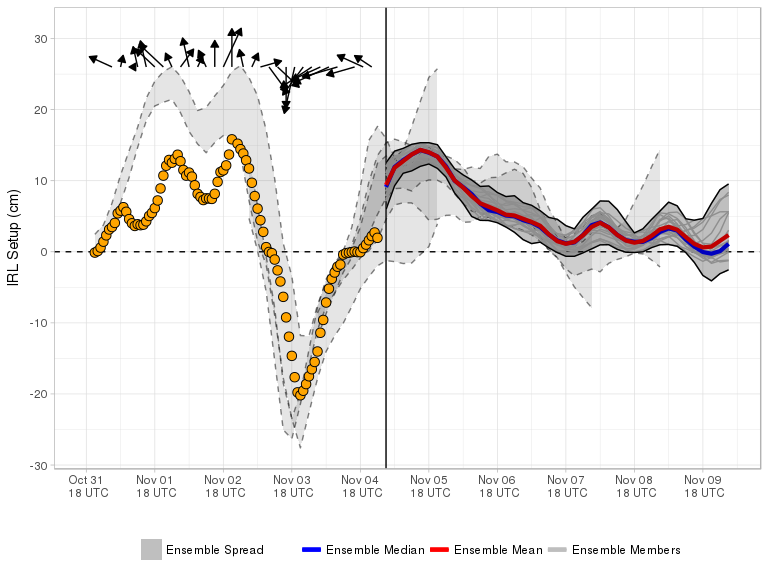 30
20
10
0
-10
-20
-30
IRL Setup (cm)
Oct 31 Nov 01 Nov 02 Nov 03 Nov 04 Nov 05 Nov 06 Nov 07 Nov 08 Nov 09
18 UTC 18 UTC 18 UTC 18 UTC 18 UTC 18 UTC 18 UTC 18 UTC 18 UTC 18 UTC
Ensemble Spread Ensemble Median Ensemble Mean Ensemble Members